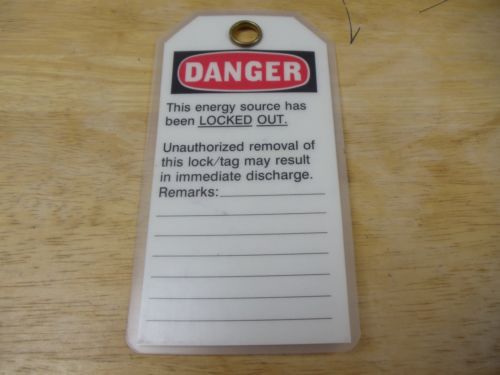 DANGER
This energy source has
been LOCKED OUT.
Unauthorized removal of
this lock/tag may result
in immediate discharge.
Remarks: